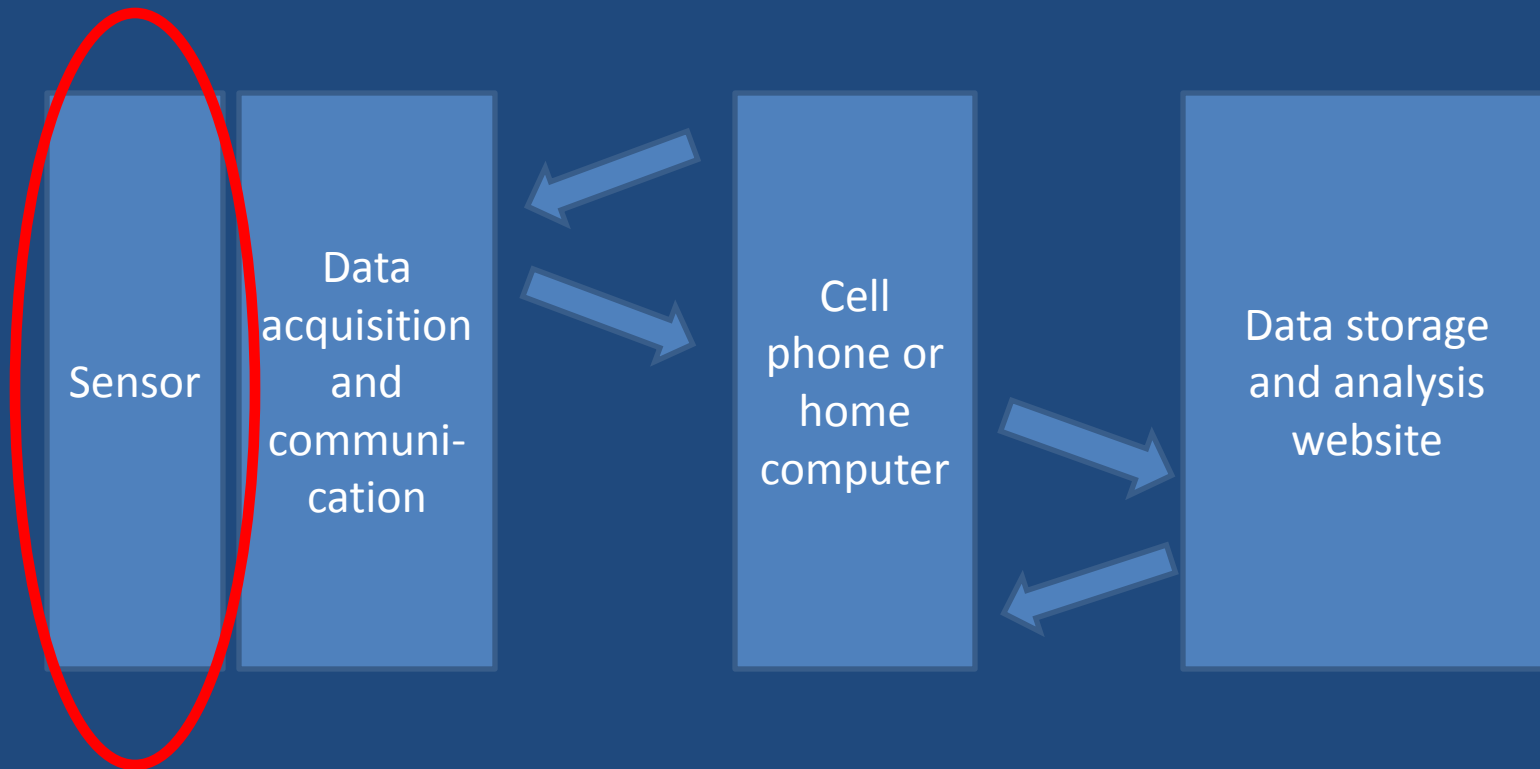 Sensor
Data
acquisition
and
communi-
cation
Cell
phone or
home
computer
Data storage
and analysis
website